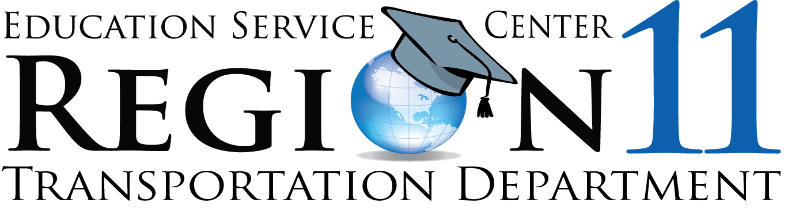 EDUCATION SERVICE CENTER
REGION 11
TRANSPORTATION DEPARTMENT